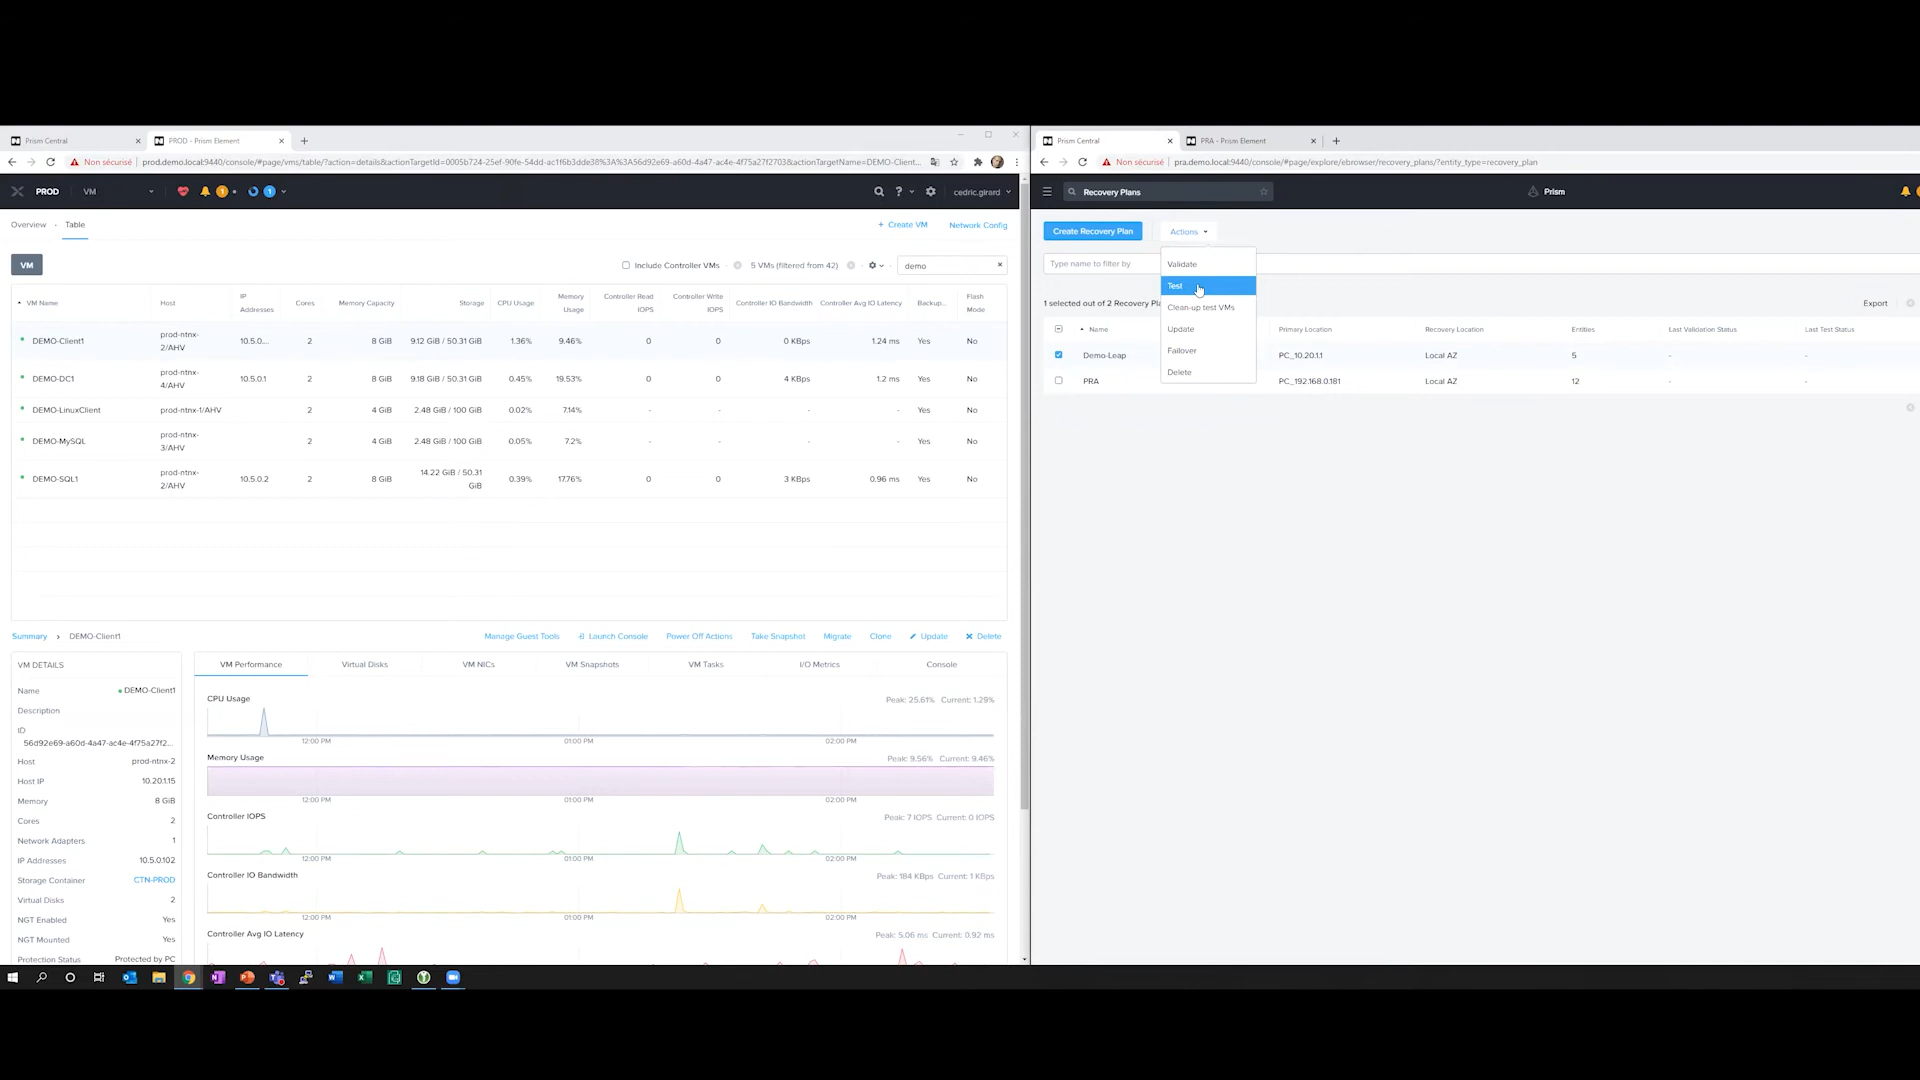 Prism Central
PROD - Prism Element
Non sécurisé
prod.demo.local:9440/console/#page/vms/table/?action=details&actionTargetId=0005b724-25ef-90fe-54dd-ac1f6b3dde38%3A%3A56d92e69-a60d-4a47-ac4e-4f75a27f2703&actionTargetName=DEMO-Client...
PROD
VM
1
1
?
cedric.girard
Overview
Table
+ Create VM
Network Config
VM
Include Controller VMs
5 VMs (filtered from 42)
demo
VM Name Host IP Addresses Cores Memory Capacity Storage CPU Usage Memory Usage Controller Read IOPS Controller Write IOPS Controller IO Bandwidth Controller Avg IO Latency Backup... Flash Mode
DEMO-Client1 prod-ntnx-2/AHV 10.5.0.... 2 8 GiB 9.12 GiB / 50.31 GiB 1.36% 9.46% 0 0 0 KBps 1.24 ms Yes No
DEMO-DC1 prod-ntnx-4/AHV 10.5.0.1 2 8 GiB 9.18 GiB / 50.31 GiB 0.45% 19.53% 0 0 4 KBps 1.2 ms Yes No
DEMO-LinuxClient prod-ntnx-1/AHV 2 4 GiB 2.48 GiB / 100 GiB 0.02% 7.14% - - - - Yes No
DEMO-MySQL prod-ntnx-3/AHV 2 4 GiB 2.48 GiB / 100 GiB 0.05% 7.2% - - - - Yes No
DEMO-SQL1 prod-ntnx-2/AHV 10.5.0.2 2 8 GiB 14.22 GiB / 50.31 GiB 0.39% 17.76% 0 0 3 KBps 0.96 ms Yes No
Summary > DEMO-Client1
Manage Guest Tools
Launch Console
Power Off Actions
Take Snapshot
Migrate
Clone
Update
Delete
VM DETAILS
Name DEMO-Client1
Description
ID
56d92e69-a60d-4a47-ac4e-4f75a27f2...
Host prod-ntnx-2
Host IP 10.20.1.15
Memory 8 GiB
Cores 2
Network Adapters 1
IP Addresses 10.5.0.102
Storage Container CTN-PROD
Virtual Disks 2
NGT Enabled Yes
NGT Mounted Yes
Protection Status Protected by PC
VM Performance
Virtual Disks
VM NICs
VM Snapshots
VM Tasks
I/O Metrics
Console
CPU Usage
Peak: 25.61% Current: 1.29%
12:00 PM 01:00 PM 02:00 PM
Memory Usage
Peak: 9.56% Current: 9.46%
12:00 PM 01:00 PM 02:00 PM
Controller IOPS
Peak: 7 IOPS Current: 0 IOPS
12:00 PM 01:00 PM 02:00 PM
Controller IO Bandwidth
Peak: 184 KBps Current: 1 KBps
12:00 PM 01:00 PM 02:00 PM
Controller Avg IO Latency
Peak: 5.06 ms Current: 0.92 ms
Prism Central
PRA - Prism Element
Non sécurisé
pra.demo.local:9440/console/#page/explore/ebrowser/recovery_plans/?entity_type=recovery_plan
Recovery Plans
Prism
Create Recovery Plan
Actions
Type name to filter by
Validate
Test
Clean-up test VMs
Update
Failover
Delete
1 selected out of 2 Recovery Pla
Export
Name Primary Location Recovery Location Entities Last Validation Status Last Test Status
Demo-Leap PC_10.20.1.1 Local AZ 5 - -
PRA PC_192.168.0.181 Local AZ 12 - -